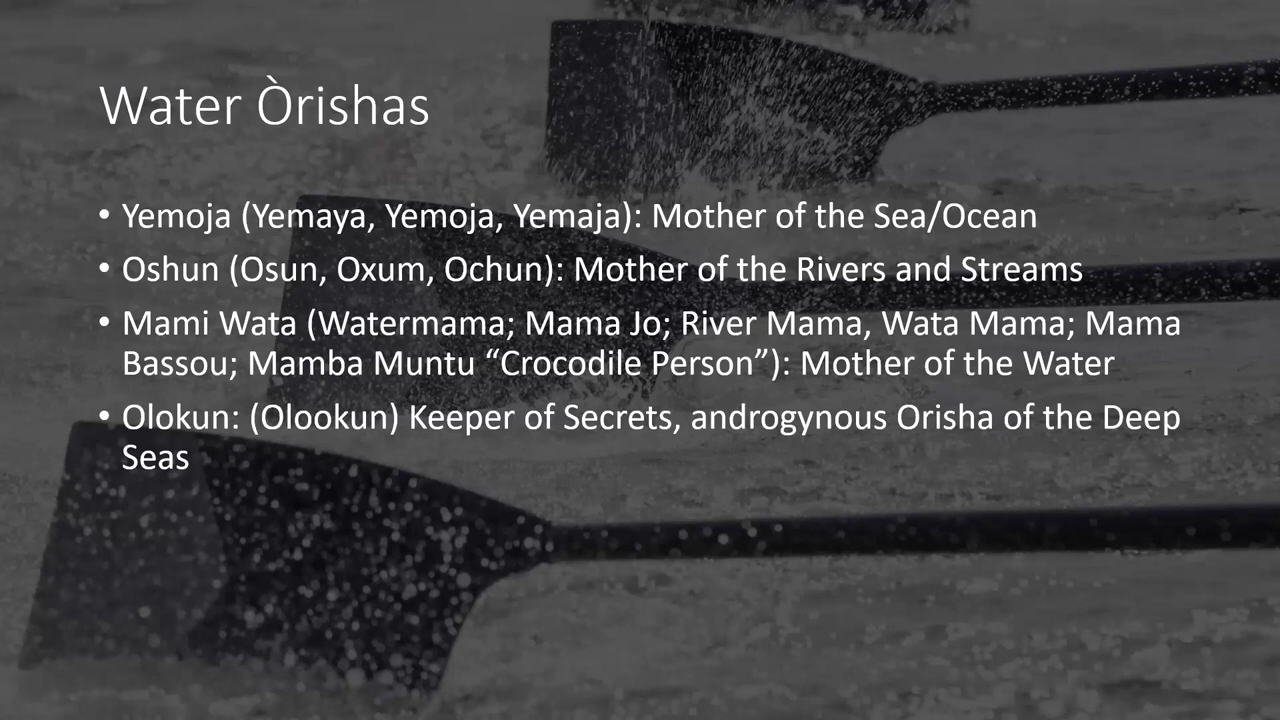 Water Òrishas
• Yemoja (Yemaya, Yemoja, Yemaja): Mother of the Sea/Ocean
• Oshun (Osun, Oxum, Ochun): Mother of the Rivers and Streams
• Mami Wata (Watermama; Mama Jo; River Mama, Wata Mama; Mama
Bassou; Mamba Muntu “Crocodile Person”): Mother of the Water
• Olokun: (Olookun) Keeper of Secrets, androgynous Orisha of the Deep
Seas